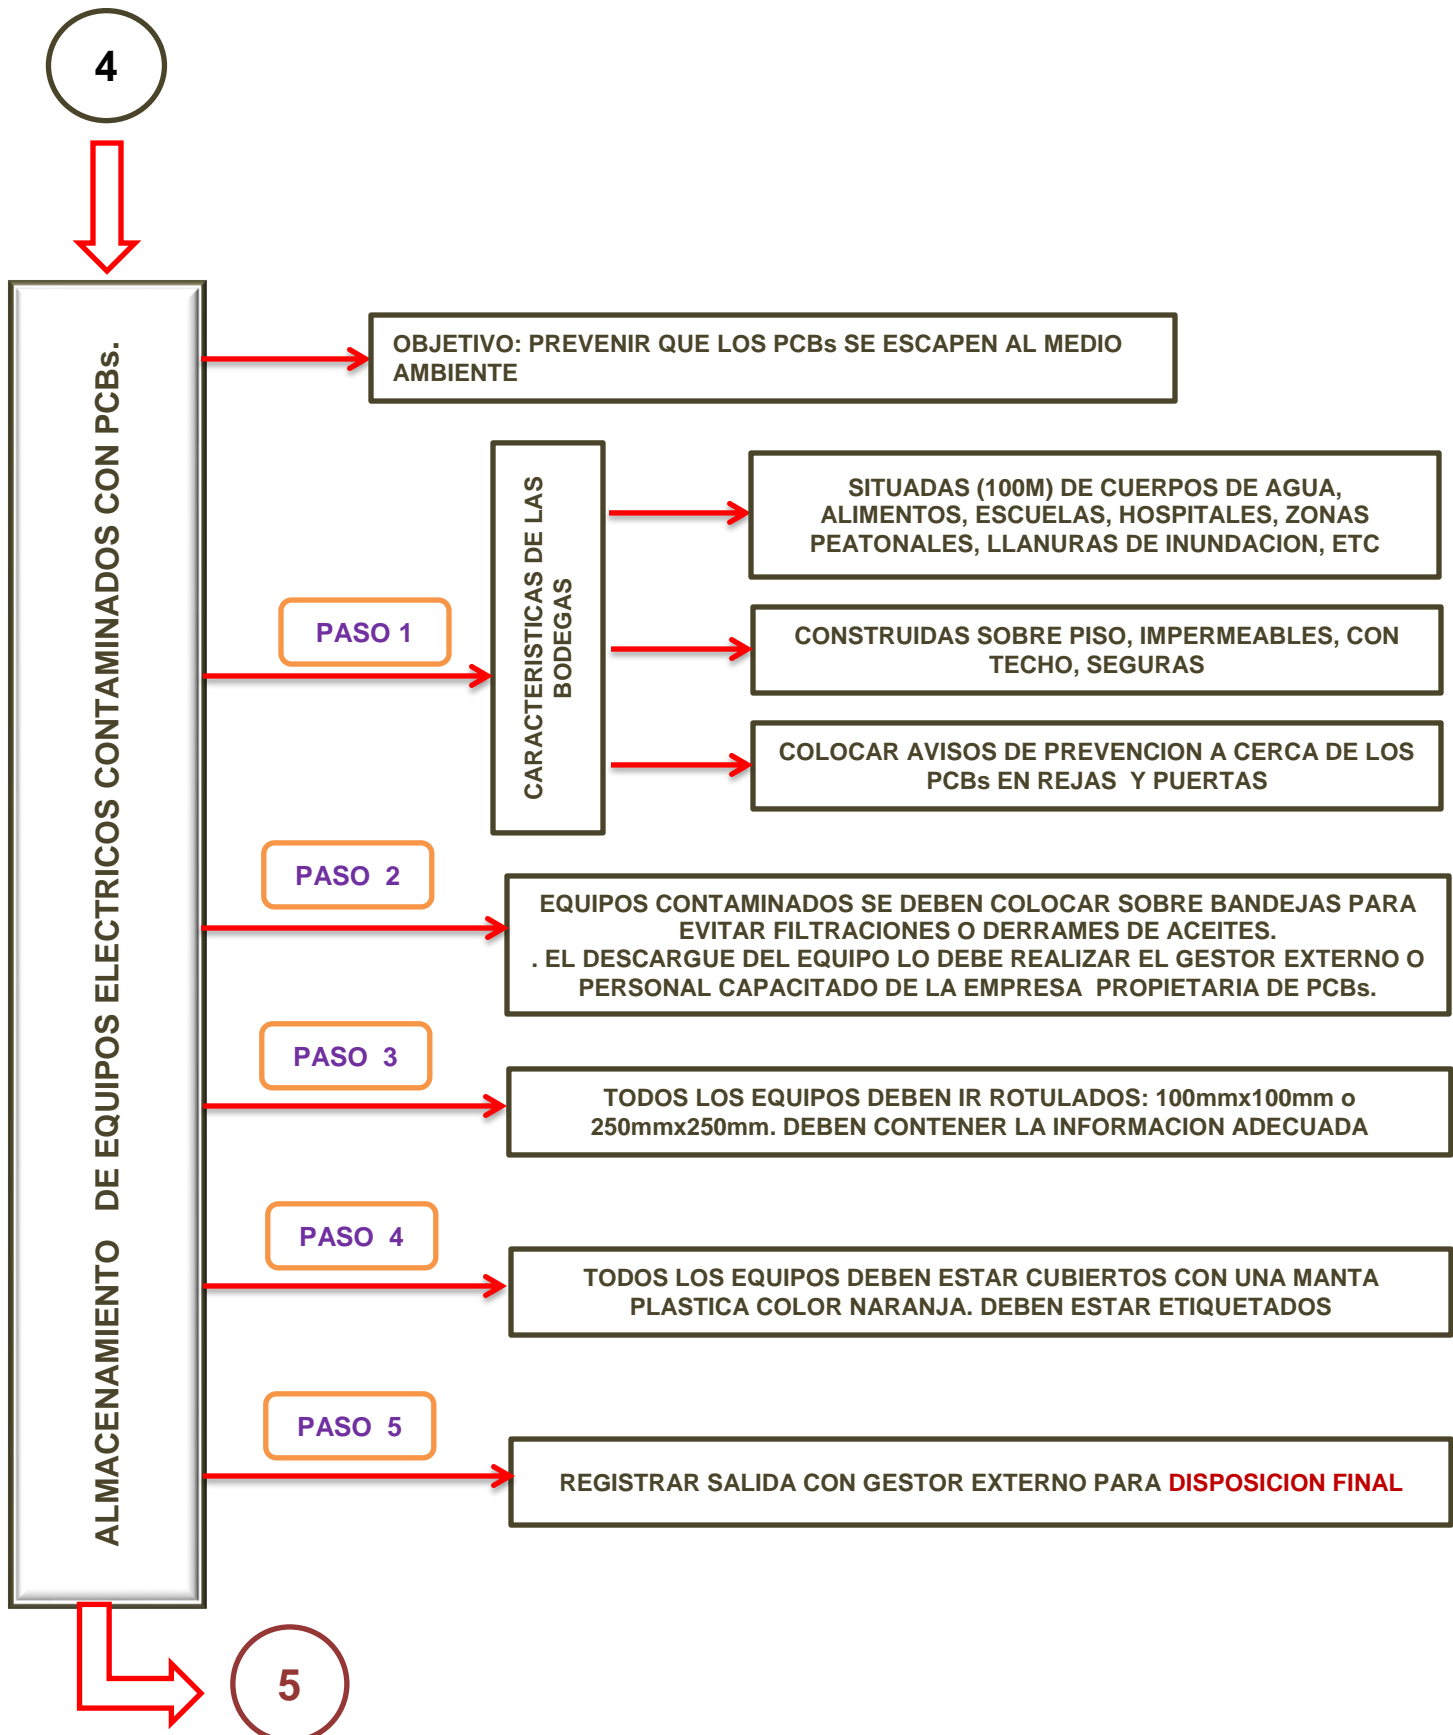 4
ALMACENAMIENTO DE EQUIPOS ELECTRICOS CONTAMINADOS CON PCBs.
OBJETIVO: PREVENIR QUE LOS PCBs SE ESCAPEN AL MEDIO
AMBIENTE
PASO 1
CARACTERISTICAS DE LAS
BODEGAS
SITUADAS (100M) DE CUERPOS DE AGUA,
ALIMENTOS, ESCUELAS, HOSPITALES, ZONAS
PEATONALES, LLANURAS DE INUNDACION, ETC
CONSTRUIDAS SOBRE PISO, IMPERMEABLES, CON
TECHO, SEGURAS
COLOCAR AVISOS DE PREVENCION A CERCA DE LOS
PCBs EN REJAS Y PUERTAS
PASO 2
EQUIPOS CONTAMINADOS SE DEBEN COLOCAR SOBRE BANDEJAS PARA
EVITAR FILTRACIONES O DERRAMES DE ACEITES.
. EL DESCARGUE DEL EQUIPO LO DEBE REALIZAR EL GESTOR EXTERNO O
PERSONAL CAPACITADO DE LA EMPRESA PROPIETARIA DE PCBs.
PASO 3
TODOS LOS EQUIPOS DEBEN IR ROTULADOS: 100mmx100mm o
250mmx250mm. DEBEN CONTENER LA INFORMACION ADECUADA
PASO 4
TODOS LOS EQUIPOS DEBEN ESTAR CUBIERTOS CON UNA MANTA
PLASTICA COLOR NARANJA. DEBEN ESTAR ETIQUETADOS
PASO 5
REGISTRAR SALIDA CON GESTOR EXTERNO PARA DISPOSICION FINAL
5